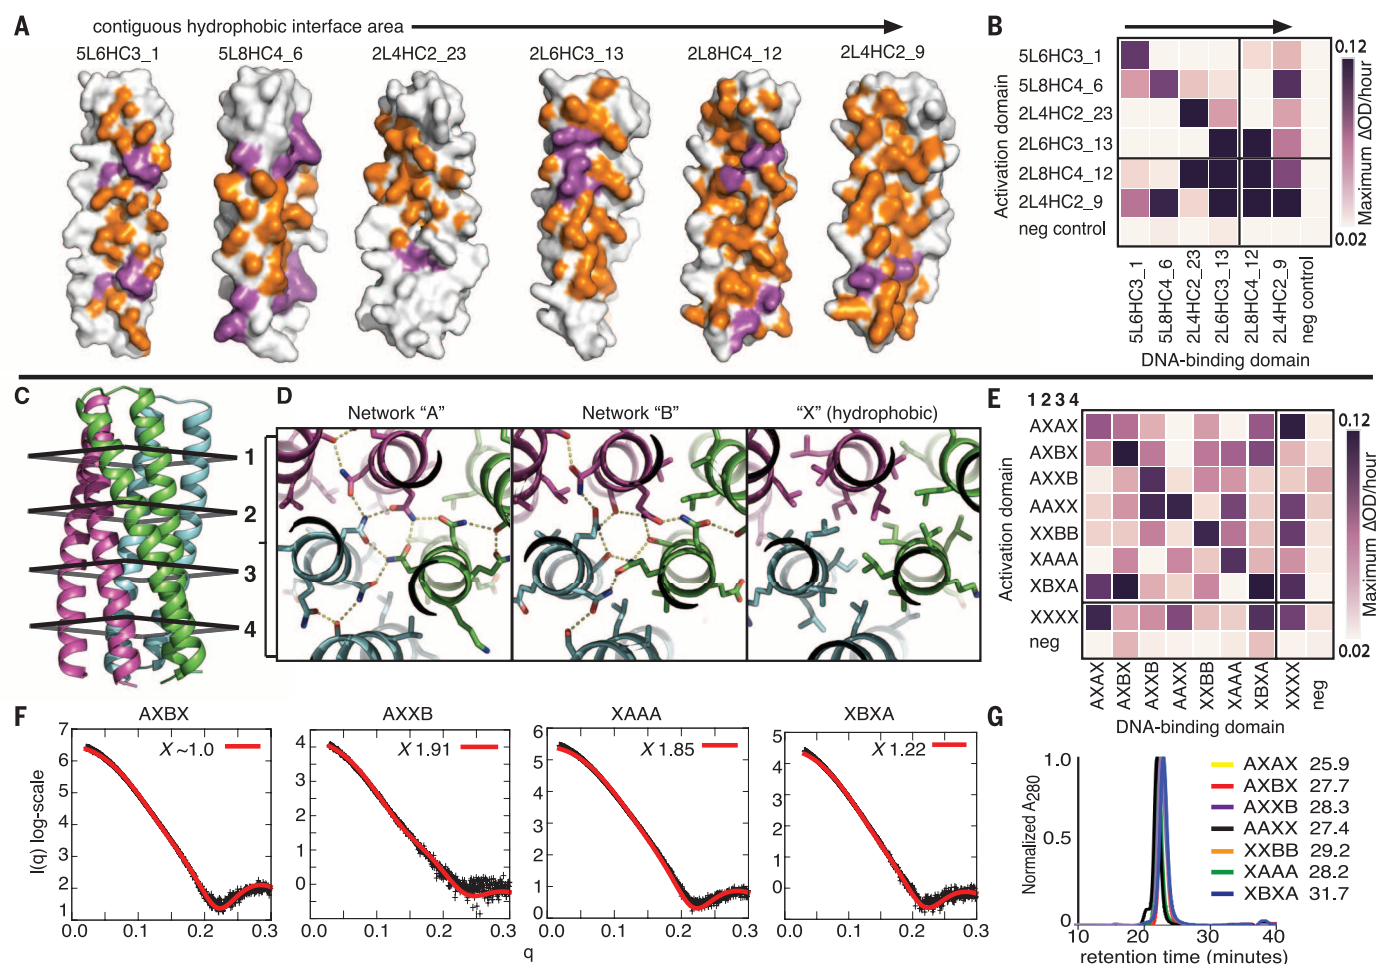 A
contiguous hydrophobic interface area
5L6HC3_1
5L8HC4_6
2L4HC2_23
2L6HC3_13
2L8HC4_12
2L4HC2_9
B
Activation domain
5L6HC3_1
5L8HC4_6
2L4HC2_23
2L6HC3_13
2L8HC4_12
2L4HC2_9
neg control
5L6HC3_1
5L8HC4_6
2L4HC2_23
2L6HC3_13
2L8HC4_12
2L4HC2_9
neg control
DNA-binding domain
0.12
Maximum ΔOD/hour
0.02
C
1
2
3
4
D
Network “A”
Network “B”
“X” (hydrophobic)
E
1 2 3 4
Activation domain
AXAX
AXBX
AXXB
AAXX
XXBB
XAAA
XBXA
XXXX
neg
AXAX
AXBX
AXXB
AAXX
XXBB
XAAA
XBXA
XXXX
neg
DNA-binding domain
0.12
Maximum ΔOD/hour
0.02
F
I(q) log-scale
AXBX
X ~1.0
7
6
5
4
3
2
1
0.0 0.1 0.2 0.3
AXXB
X 1.91
4
3
2
1
0
0.0 0.1 0.2 0.3
XAAA
X 1.85
6
5
4
3
2
1
0
0.0 0.1 0.2 0.3
XBXA
X 1.22
5
4
3
2
1
0
0.0 0.1 0.2 0.3
q
G
Normalized A280
1.0
0.5
0
10 20 30 40
retention time (minutes)
AXAX 25.9
AXBX 27.7
AXXB 28.3
AAXX 27.4
XXBB 29.2
XAAA 28.2
XBXA 31.7